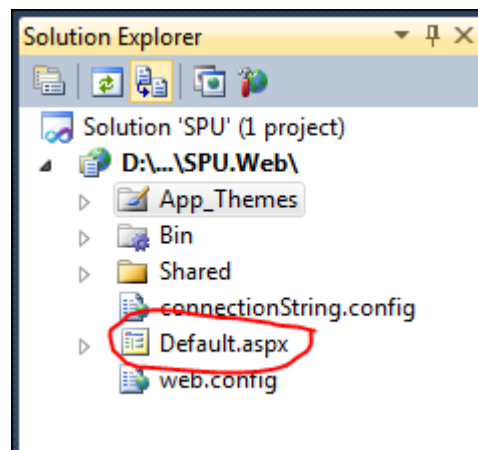 Solution Explorer
Solution 'SPU' (1 project)
D:\...\SPU.Web\
App_Themes
Bin
Shared
connectionString.config
Default.aspx
web.config